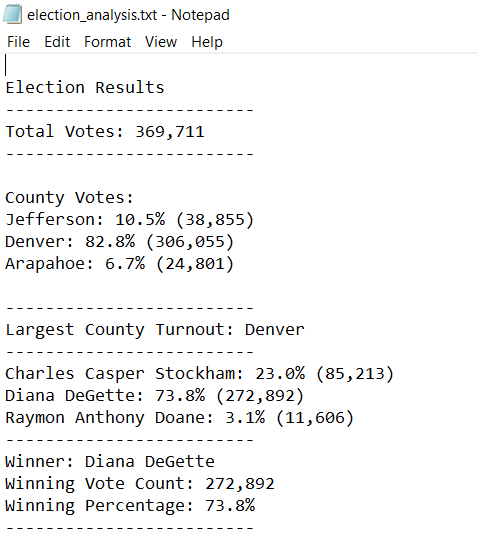 election_analysis.txt - Notepad
File Edit Format View Help
Election Results
-------------------------
Total Votes: 369,711
-------------------------
County Votes:
Jefferson: 10.5% (38,855)
Denver: 82.8% (306,055)
Arapahoe: 6.7% (24,801)
-------------------------
Largest County Turnout: Denver
-------------------------
Charles Casper Stockham: 23.0% (85,213)
Diana DeGette: 73.8% (272,892)
Raymon Anthony Doane: 3.1% (11,606)
-------------------------
Winner: Diana DeGette
Winning Vote Count: 272,892
Winning Percentage: 73.8%
-------------------------